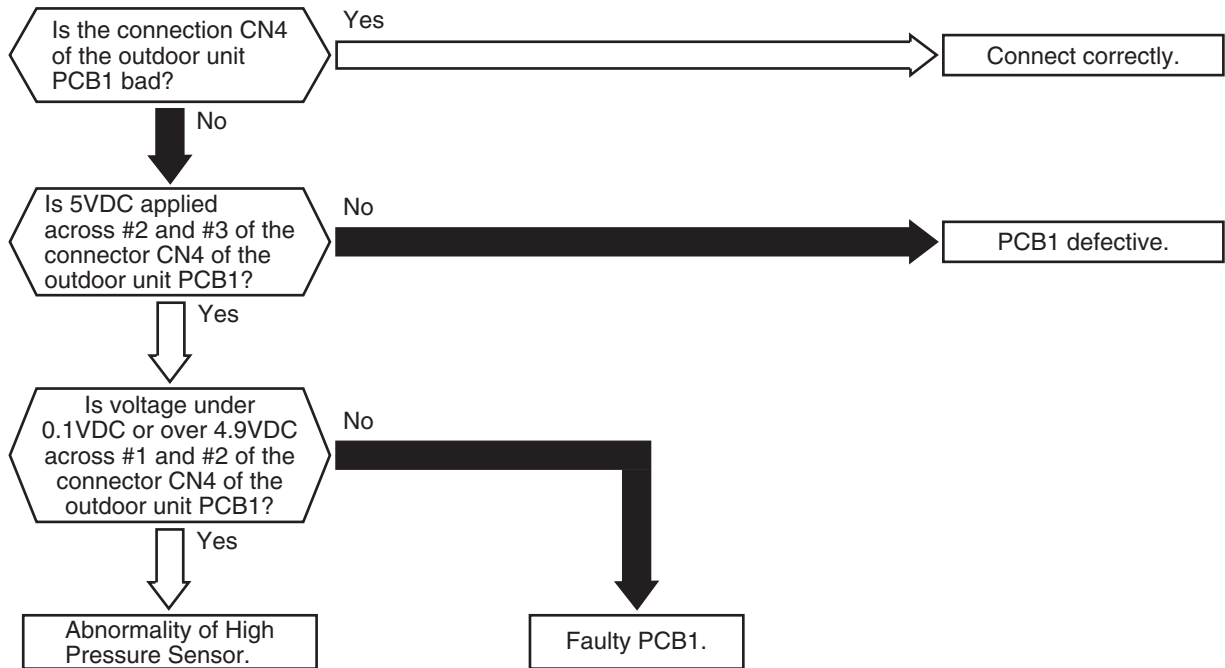 Is the connection CN4
of the outdoor unit
PCB1 bad?
Yes
Connect correctly.
No
Is 5VDC applied
across #2 and #3 of the
connector CN4 of the
outdoor unit PCB1?
No
PCB1 defective.
Yes
Is voltage under
0.1VDC or over 4.9VDC
across #1 and #2 of the
connector CN4 of the
outdoor unit PCB1?
No
Yes
Abnormality of High
Pressure Sensor.
Faulty PCB1.